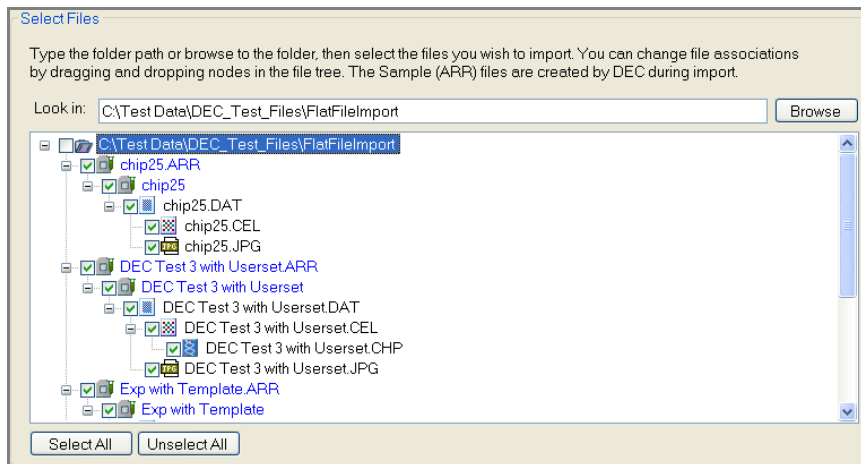 Select Files
Type the folder path or browse to the folder, then select the files you wish to import. You can change file associations
by dragging and dropping nodes in the file tree. The Sample (ARR) files are created by DEC during import.
Look in: C:\Test Data\DEC_Test_Files\FlatFileImport Browse
C:\Test Data\DEC_Test_Files\FlatFileImport
chip25.ARR
chip25
chip25.DAT
chip25.CEL
JPG chip25.JPG
DEC Test 3 with Userset.ARR
DEC Test 3 with Userset
DEC Test 3 with Userset.DAT
DEC Test 3 with Userset.CEL
DEC Test 3 with Userset.CHP
JPG DEC Test 3 with Userset.JPG
Exp with Template.ARR
Exp with Template
Select All Unselect All